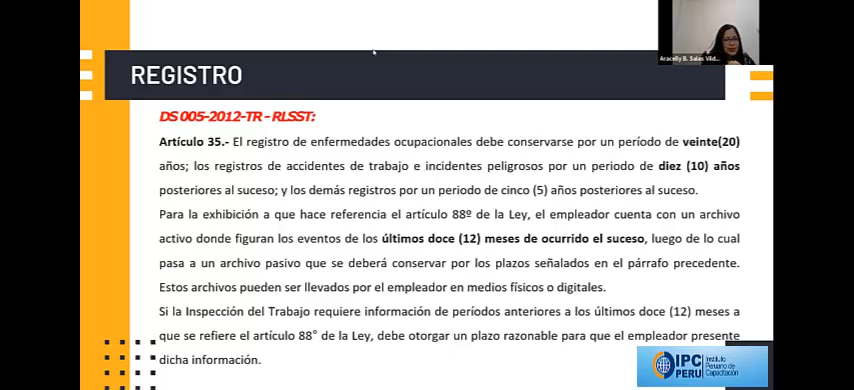 Aracelly B. Salas Vild...
REGISTRO
DS 005-2012-TR - RLSST:
Artículo 35.- El registro de enfermedades ocupacionales debe conservarse por un período de veinte(20)
años; los registros de accidentes de trabajo e incidentes peligrosos por un periodo de diez (10) años
posteriores al suceso; y los demás registros por un periodo de cinco (5) años posteriores al suceso.
Para la exhibición a que hace referencia el artículo 88º de la Ley, el empleador cuenta con un archivo
activo donde figuran los eventos de los últimos doce (12) meses de ocurrido el suceso, luego de lo cual
pasa a un archivo pasivo que se deberá conservar por los plazos señalados en el párrafo precedente.
Estos archivos pueden ser llevados por el empleador en medios físicos o digitales.
Si la Inspección del Trabajo requiere información de períodos anteriores a los últimos doce (12) meses a
que se refiere el artículo 88° de la Ley, debe otorgar un plazo razonable para que el empleador presente
dicha información.
IPC
PERU
Instituto
Peruano de
Capacitación